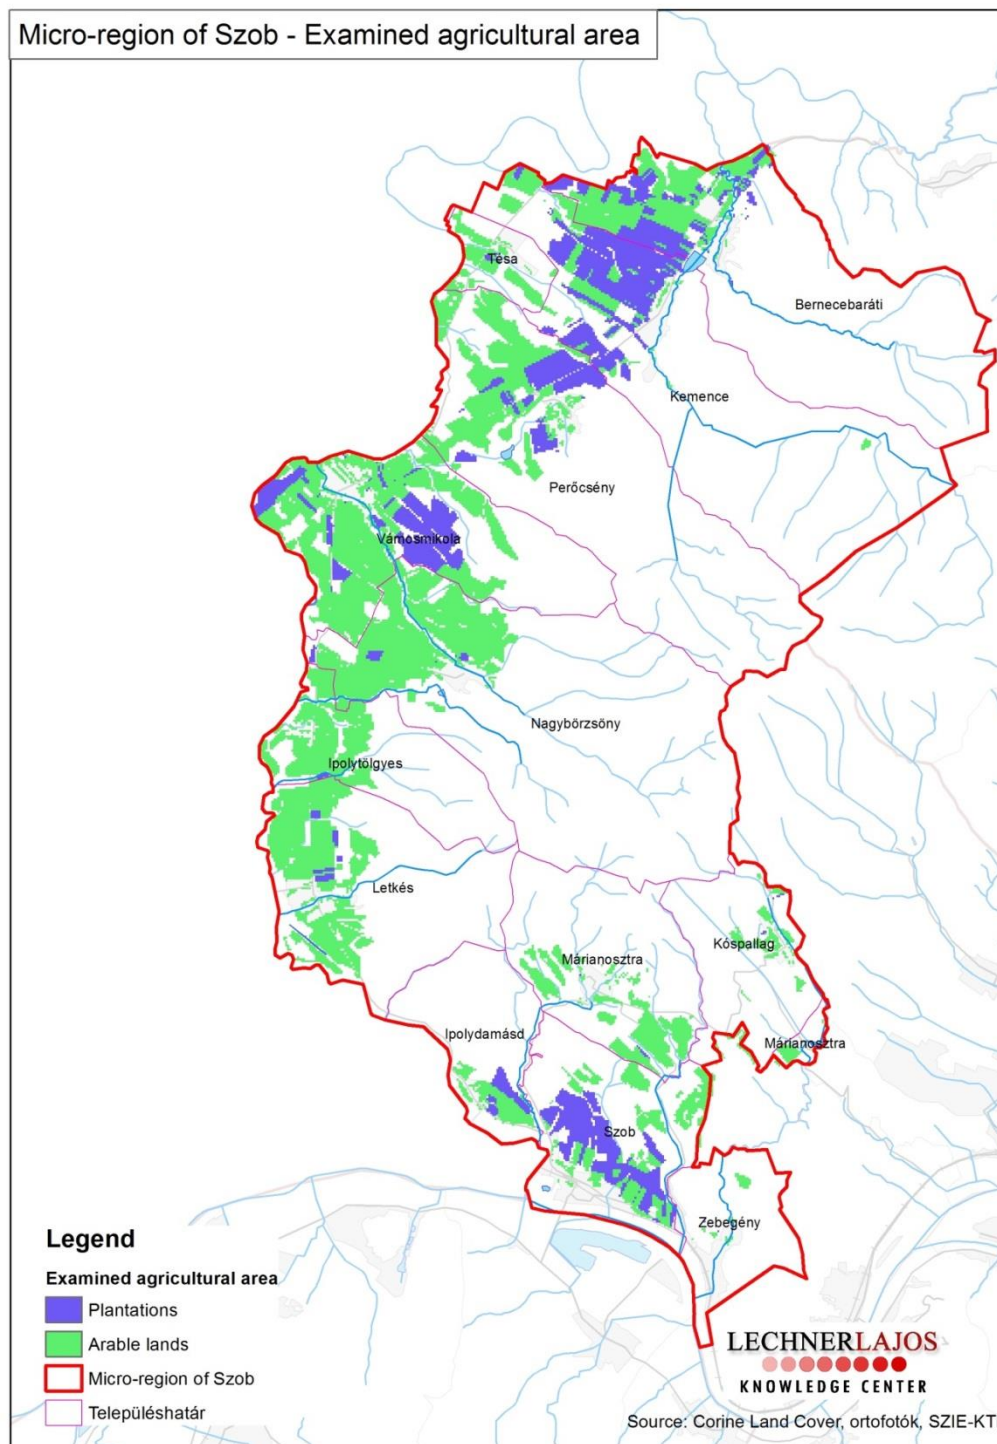 Micro-region of Szob - Examined agricultural area
Tésa
Bernecebaráti
Kemence
Perőcsény
Vámosmikola
Nagybörzsöny
Ipolytölgyes
Letkés
Kóspallag
Márianosztra
Ipolydamásd
Márianosztra
Szob
Zebegény
Legend
Examined agricultural area
Plantations
Arable lands
Micro-region of Szob
Településhatár
LECHNERLAJOS
KNOWLEDGE CENTER
Source: Corine Land Cover, ortofotók, SZIE-KT